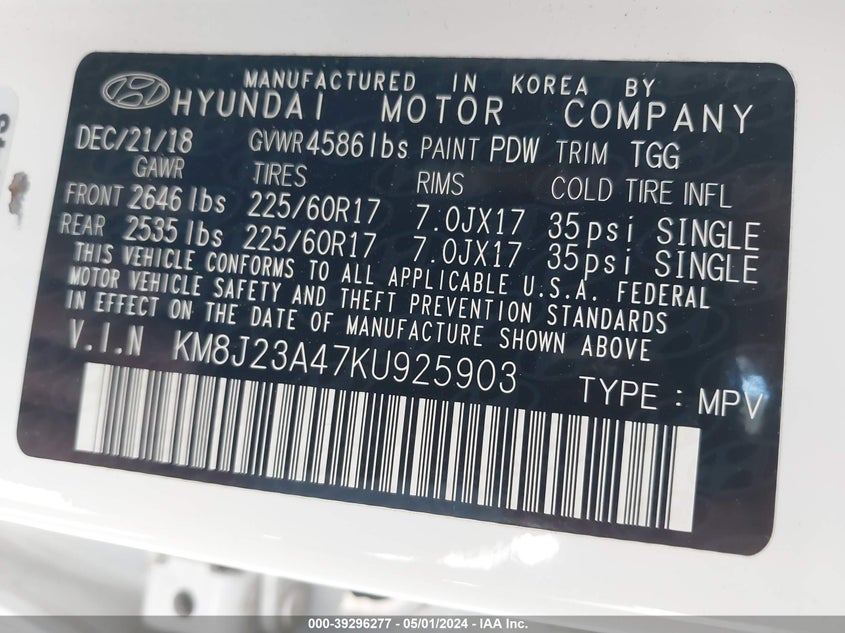 MANUFACTURED IN KOREA BY
HYUNDAI MOTOR COMPANY
DEC/21/18 GVWR 4586 lbs PAINT PDW TRIM TGG
GAWR TIRES RIMS COLD TIRE INFL
FRONT 2646 lbs 225/60R17 7.0JX17 35psi SINGLE
REAR 2535 lbs 225/60R17 7.0JX17 35psi SINGLE
THIS VEHICLE CONFORMS TO ALL APPLICABLE U.S.A. FEDERAL
MOTOR VEHICLE SAFETY AND THEFT PREVENTION STANDARDS
IN EFFECT ON THE DATE OF MANUFACTURE SHOWN ABOVE
V.I.N KM8J23A47KU925903 TYPE : MPV
000-39296277 - 05/01/2024 - IAA Inc.